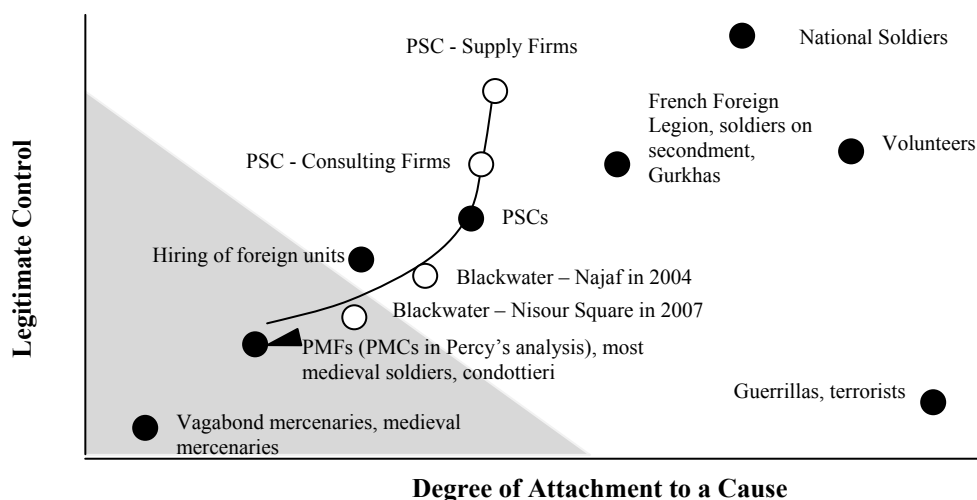 PSC - Supply Firms
National Soldiers
French Foreign
Legion, soldiers on
secondment,
Gurkhas
Volunteers
PSC - Consulting Firms
PSCs
Hiring of foreign units
Blackwater – Najaf in 2004
Blackwater – Nisour Square in 2007
PMFs (PMCs in Percy's analysis), most
medieval soldiers, condottieri
Guerrillas, terrorists
Vagabond mercenaries, medieval
mercenaries
Legitimate Control
Degree of Attachment to a Cause